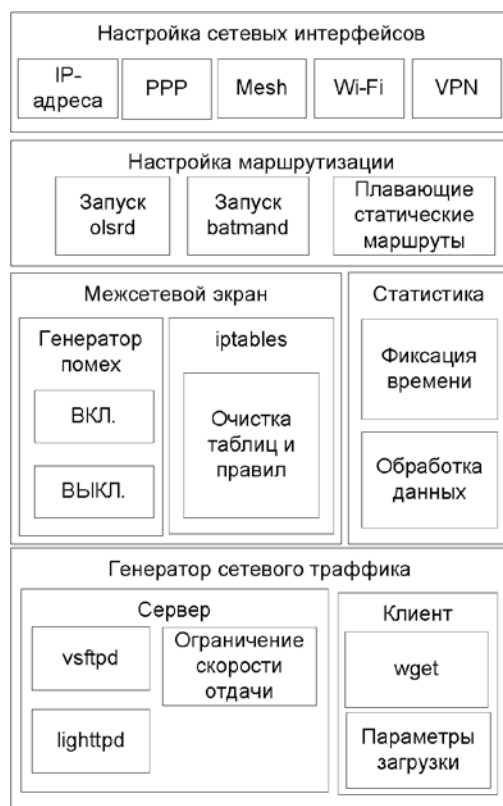 Настройка сетевых интерфейсов
IP-
адреса
PPP
Mesh
Wi-Fi
VPN
Настройка маршрутизации
Запуск
olsrd
Запуск
batmand
Плавающие
статические
маршруты
Межсетевой экран
Генератор
помех
ВКЛ.
ВЫКЛ.
iptables
Очистка
таблиц и
правил
Статистика
Фиксация
времени
Обработка
данных
Генератор сетевого траффика
Сервер
vsftpd
Ограничение
скорости
отдачи
lighttpd
Клиент
wget
Параметры
загрузки